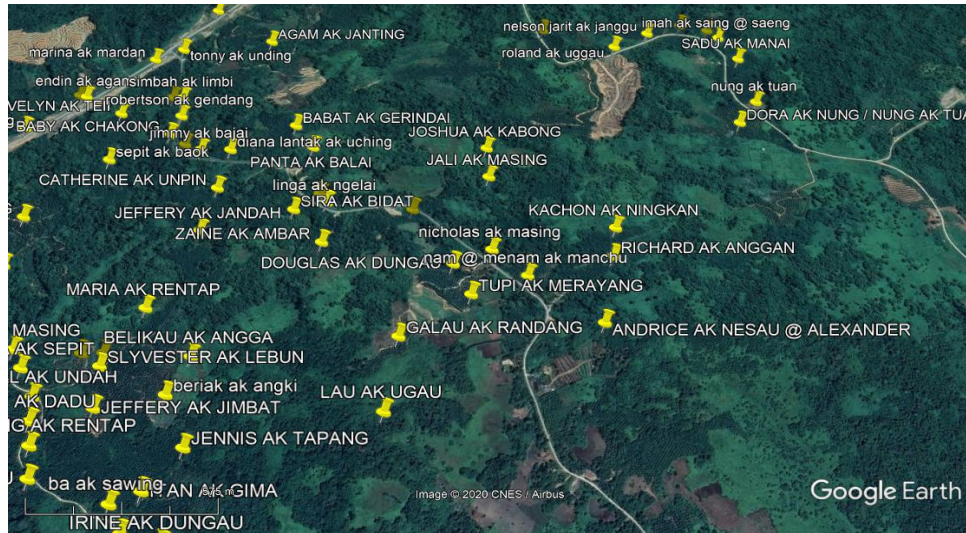 nelson jarit ak janggu
imah ak saing @ saeng
AGAM AK JANTING
roland ak uggau
SADU AK MANAI
marina ak mardan
tonny ak unding
endin ak agan
simbah ak limbi
nung ak tuan
robertson ak gendang
BABY AK CHAKONG
BABAT AK GERINDAI
DORA AK NUNG / NUNG AK TUA
jimmy ak bajai
diana lantak ak uching
JOSHUA AK KABONG
sepit ak baok
PANTA AK BALAI
JALI AK MASING
CATHERINE AK UNPIN
linga ak ngelai
SIRA AK BIDAT
JEFFERY AK JANDAH
KACHON AK NINGKAN
ZAINE AK AMBAR
nicholas ak masing
RICHARD AK ANGGAN
DOUGLAS AK DUNGAU
nam @ menam ak manchu
MARIA AK RENTAP
TUPI AK MERAYANG
GALAU AK RANDANG
ANDRICE AK NESAU @ ALEXANDER
MASING
BELIKAU AK ANGGA
AK SEPIT
SLYVESTER AK LEBUN
L AK UNDAH
beriak ak angki
LAU AK UGAU
AK DADU
JEFFERY AK JIMBAT
NG AK RENTAP
JENNIS AK TAPANG
ba ak sawing
AK GIMA
Image © 2020 CNES / Airbus
Google Earth
IRINE AK DUNGAU